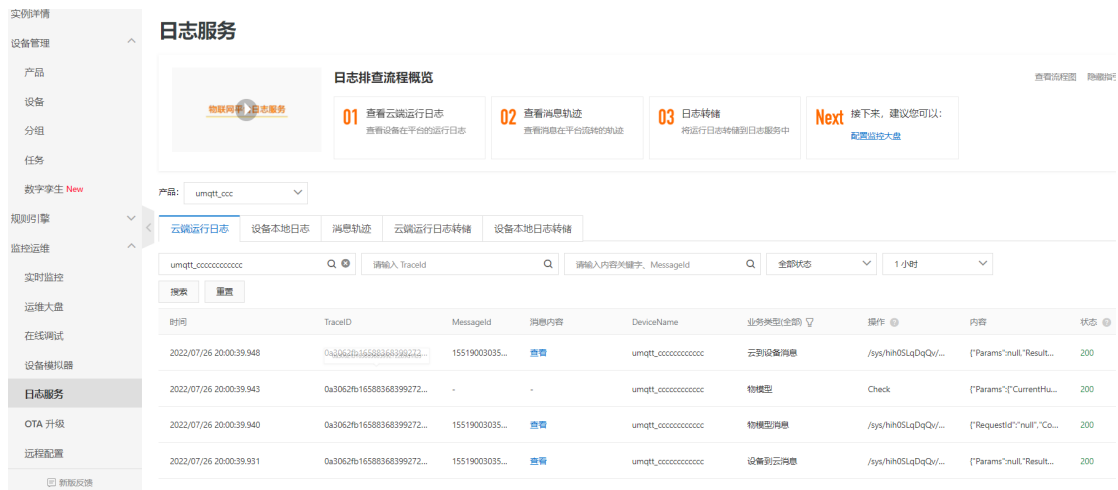 实例详情
设备管理
产品
设备
分组
任务
数字孪生 New
规则引擎
监控运维
实时监控
运维大盘
在线调试
设备模拟器
日志服务
OTA 升级
远程配置
新版反馈
日志服务
物联网平 日志服务
日志排查流程概览
查看流程图 隐藏指引
01 查看云端运行日志
查看设备在平台的运行日志
02 查看消息轨迹
查看消息在平台流转的轨迹
03 日志转储
将运行日志转储到日志服务中
Next 接下来，建议您可以：
配置监控大盘
产品： umqtt_ccc
云端运行日志 设备本地日志 消息轨迹 云端运行日志转储 设备本地日志转储
umqtt_cccccccccccc 请输入 TraceId 请输入内容关键字、MessageId 全部状态 1 小时
搜索 重置
时间 TraceID MessageId 消息内容 DeviceName 业务类型(全部) 操作 内容 状态
2022/07/26 20:00:39.948 0a3062fb16588368399272... 15519003035... 查看 umqtt_cccccccccccc 云到设备消息 /sys/hih0SLqDqQv/... {"Params":null,"Result... 200
2022/07/26 20:00:39.943 0a3062fb16588368399272... - - umqtt_cccccccccccc 物模型 Check {"Params":{"CurrentHu... 200
2022/07/26 20:00:39.940 0a3062fb16588368399272... 15519003035... 查看 umqtt_cccccccccccc 物模型消息 /sys/hih0SLqDqQv/... {"RequestId":"null","Co... 200
2022/07/26 20:00:39.931 0a3062fb16588368399272... 15519003035... 查看 umqtt_cccccccccccc 设备到云消息 /sys/hih0SLqDqQv/... {"Params":null,"Result... 200